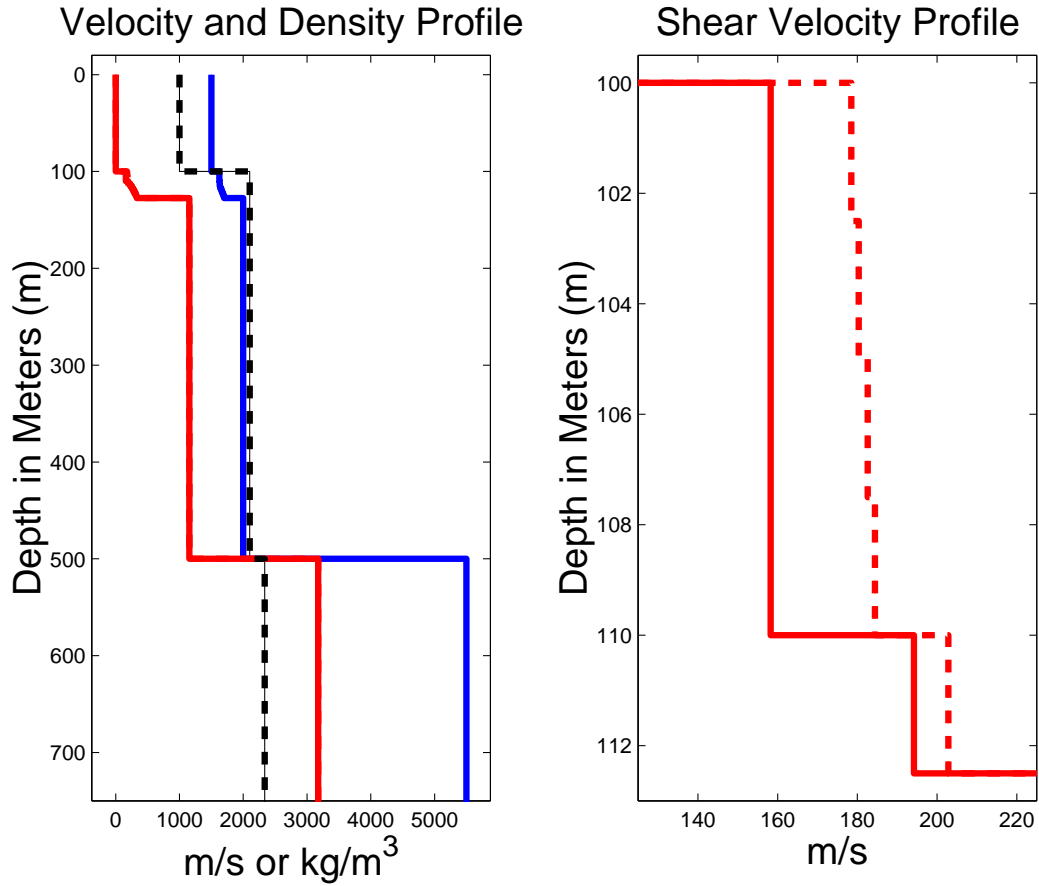 Velocity and Density Profile
0
100
200
300
400
500
600
700
Depth in Meters (m)
0 1000 2000 3000 4000 5000
m/s or kg/m³
Shear Velocity Profile
100
102
104
106
108
110
112
Depth in Meters (m)
140 160 180 200 220
m/s